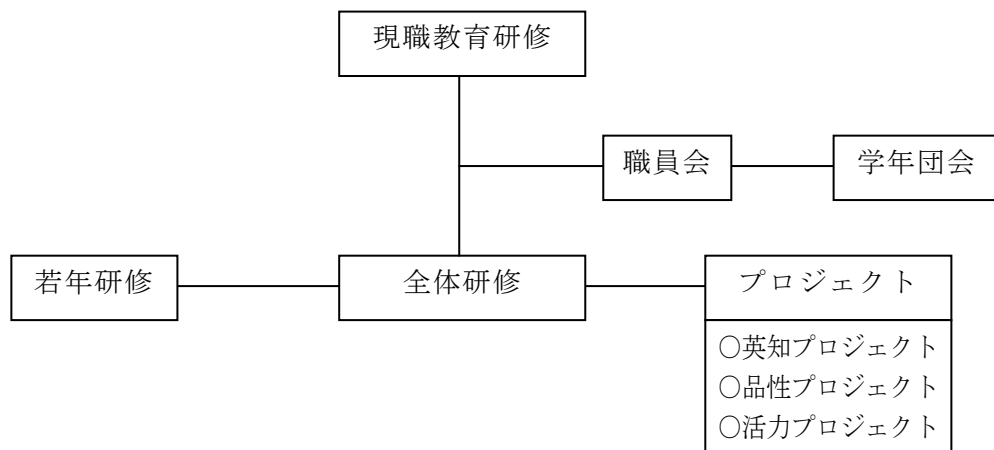 現職教育研修
職員会
学年団会
若年研修
全体研修
プロジェクト
○英知プロジェクト
○品性プロジェクト
○活力プロジェクト